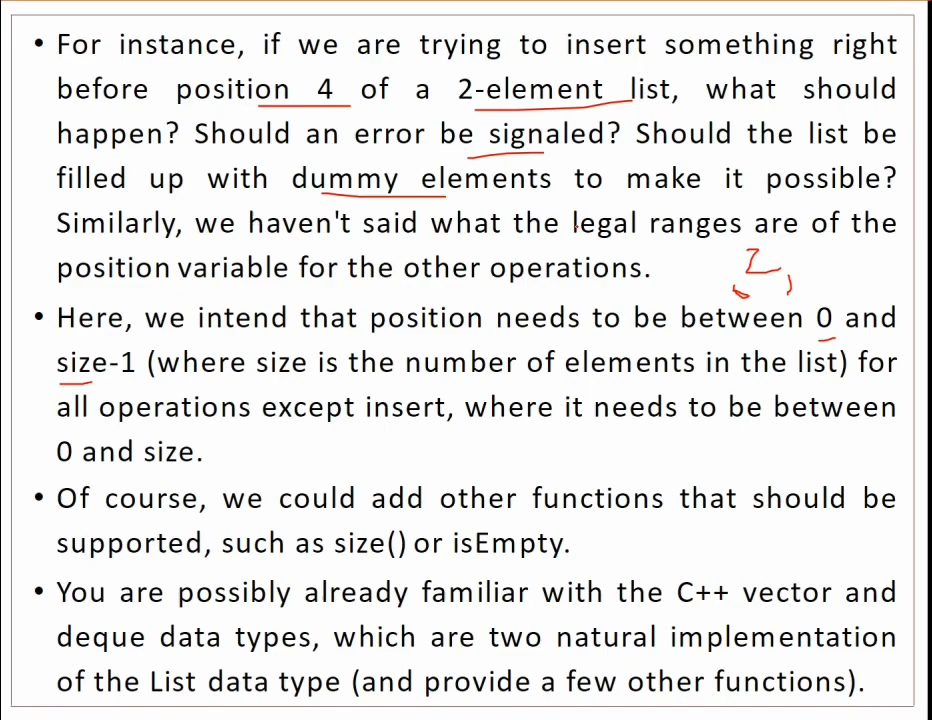 • For instance, if we are trying to insert something right
before position 4 of a 2-element list, what should
happen? Should an error be signaled? Should the list be
filled up with dummy elements to make it possible?
Similarly, we haven't said what the legal ranges are of the
position variable for the other operations.
• Here, we intend that position needs to be between 0 and
size-1 (where size is the number of elements in the list) for
all operations except insert, where it needs to be between
0 and size.
• Of course, we could add other functions that should be
supported, such as size() or isEmpty.
• You are possibly already familiar with the C++ vector and
deque data types, which are two natural implementation
of the List data type (and provide a few other functions).